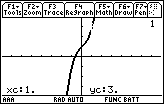 F1 F2 F3 F4 F5 F6 F7
Tools Zoom Trace ReGraph Math Draw Pen
1
xc:1. yc:3.
AAA RAD AUTO FUNC BATT